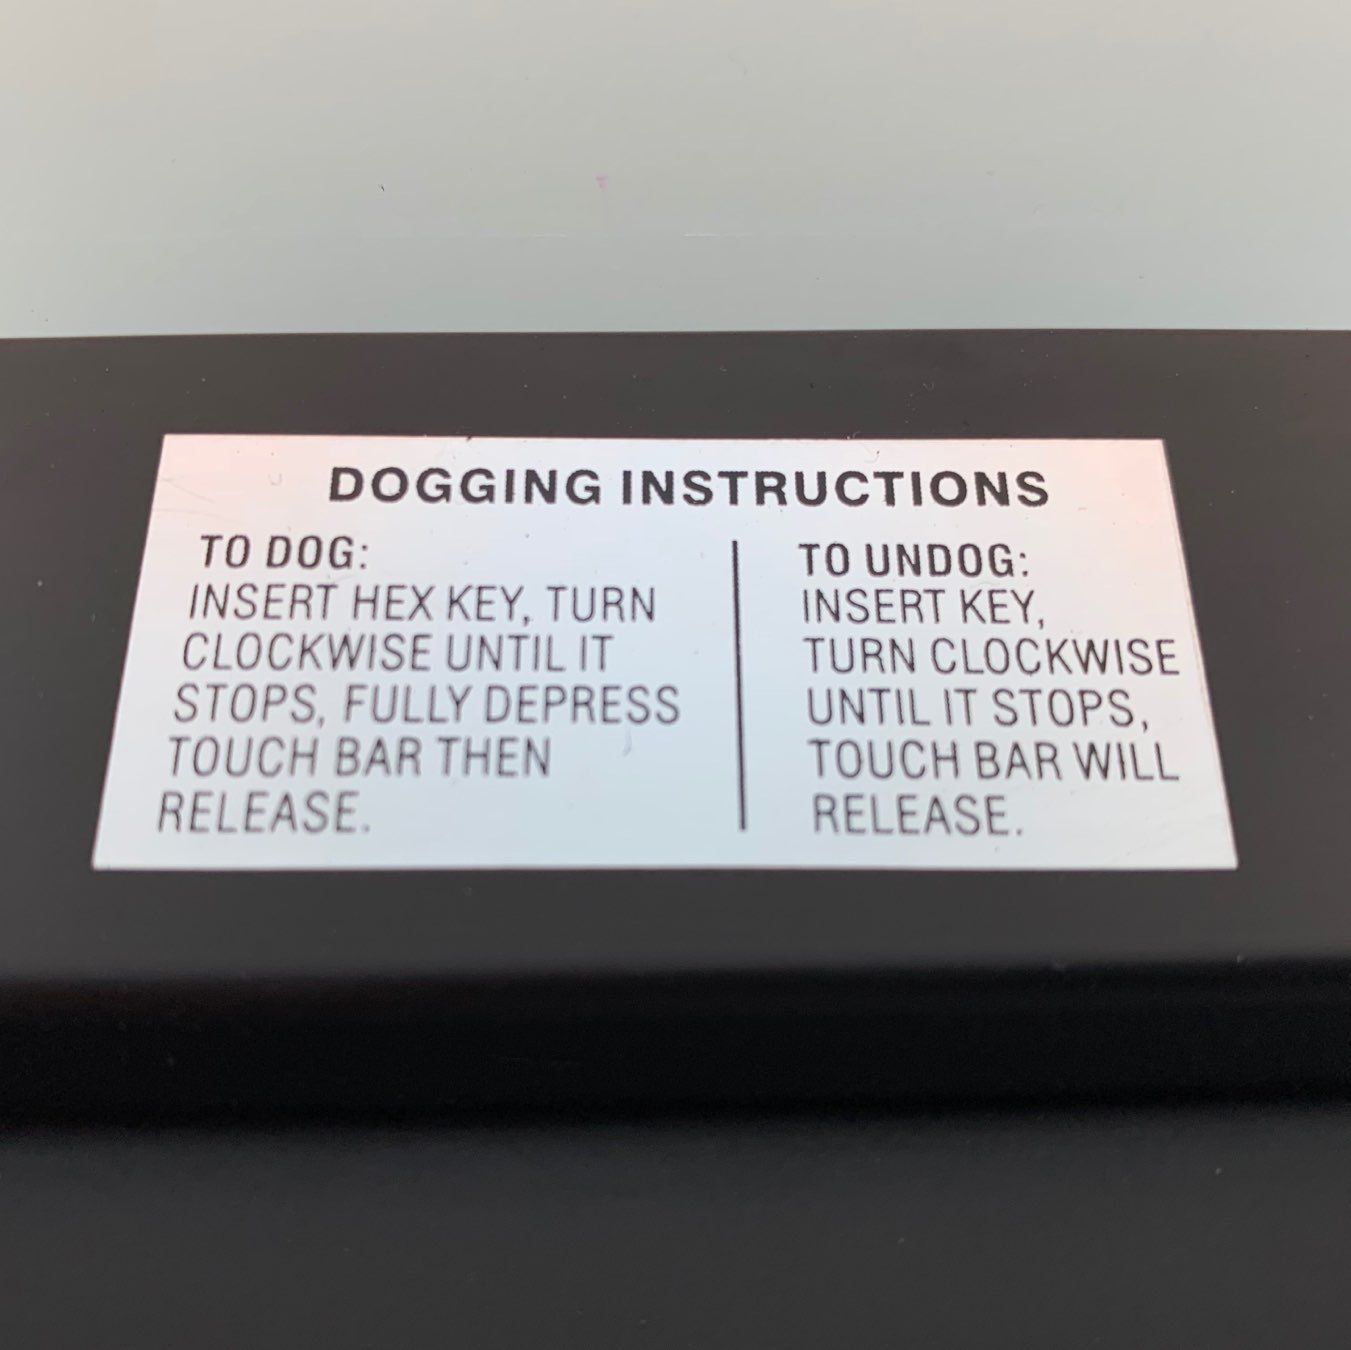 DOGGING INSTRUCTIONS
TO DOG:
INSERT HEX KEY, TURN
CLOCKWISE UNTIL IT
STOPS, FULLY DEPRESS
TOUCH BAR THEN
RELEASE.
TO UNDOG:
INSERT KEY,
TURN CLOCKWISE
UNTIL IT STOPS,
TOUCH BAR WILL
RELEASE.